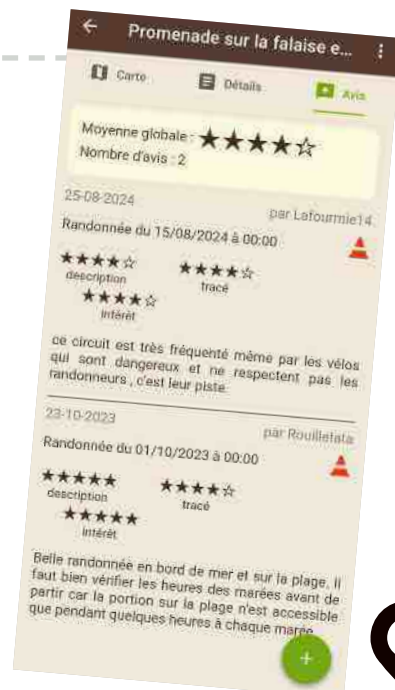 Promenade sur la falaise e...
Carte
Détails
Avis
Moyenne globale : ★★★★☆
Nombre d'avis : 2
25-08-2024
par Lafourmie14
Randonnée du 15/08/2024 à 00:00
★★★★☆ ★★★★☆
description tracé
★★★★☆
intérêt
ce circuit est très fréquenté même par les vélos
qui sont dangereux et ne respectent pas les
randonneurs , c'est leur piste.
23-10-2023
par Rouilletata
Randonnée du 01/10/2023 à 00:00
★★★★★ ★★★★☆
description tracé
★★★★★
intérêt
Belle randonnée en bord de mer et sur la plage. Il
faut bien vérifier les heures des marées avant de
partir car la portion sur la plage n'est accessible
que pendant quelques heures à chaque marée
+